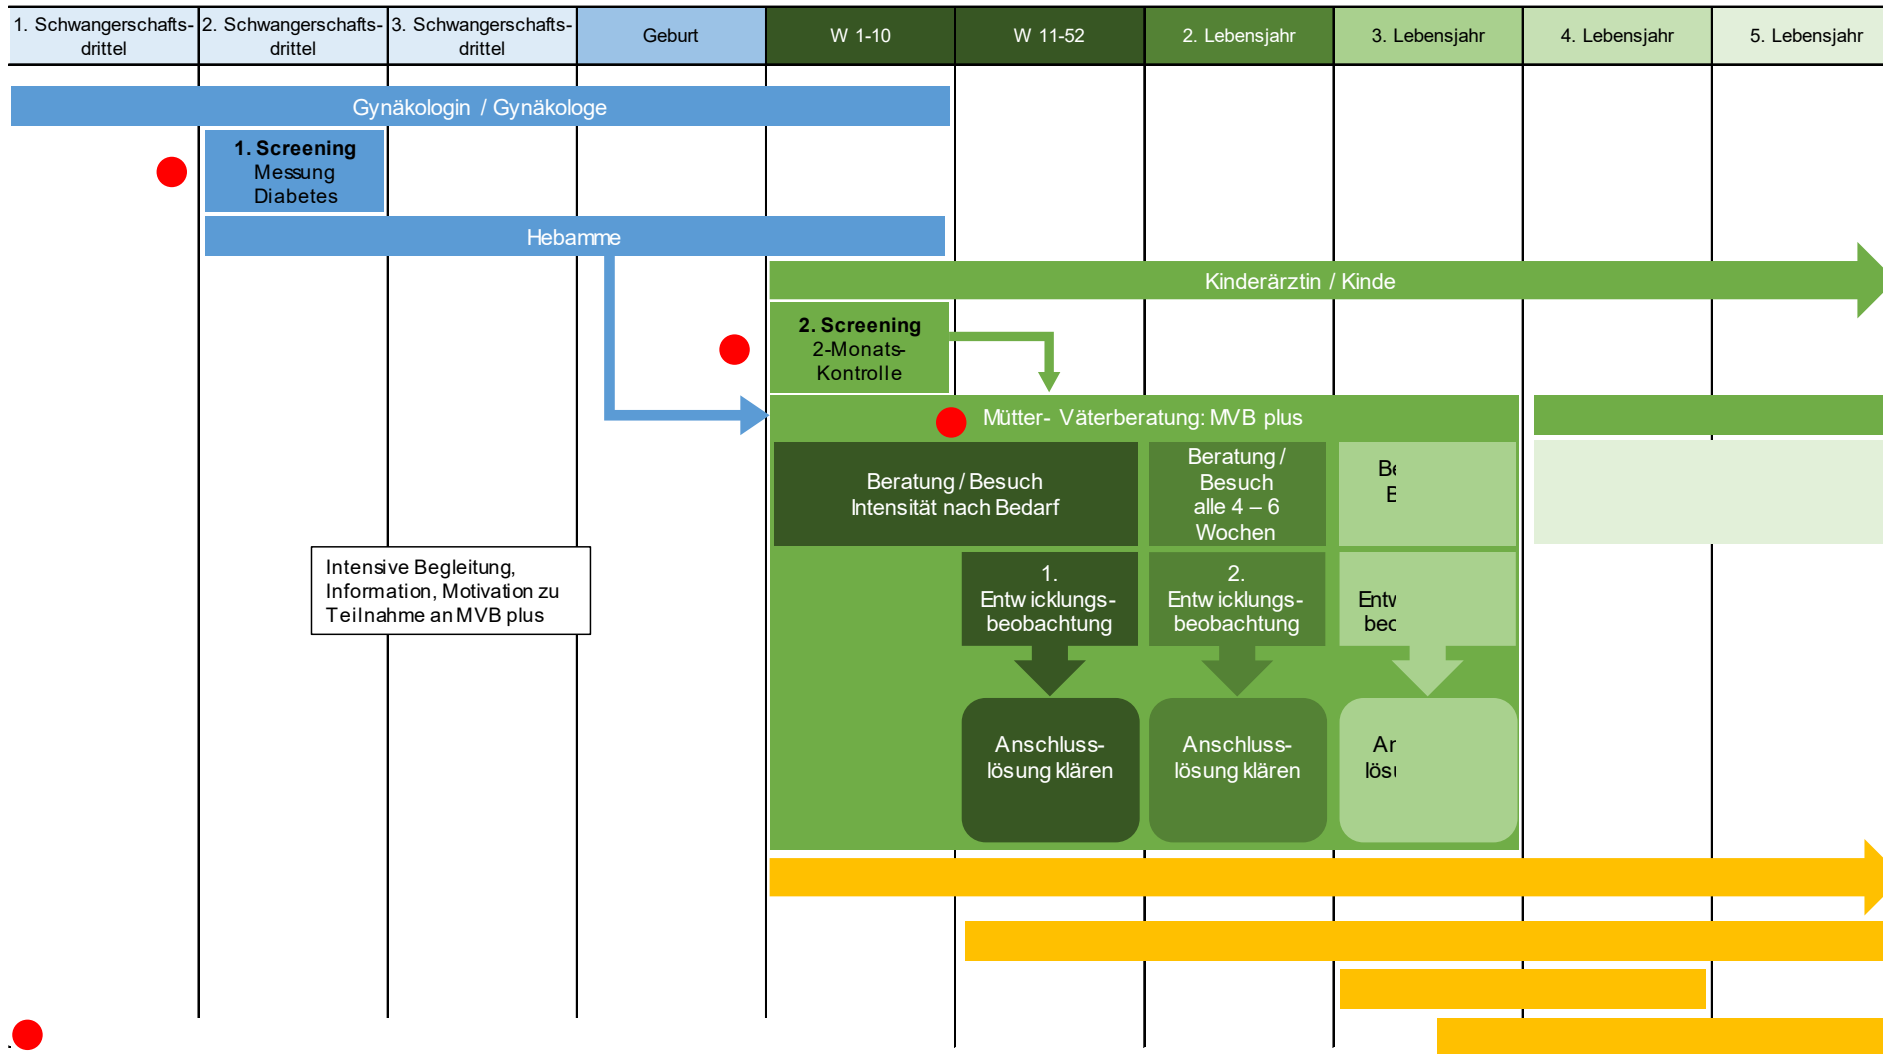 1. Schwangerschafts-
drittel
2. Schwangerschafts-
drittel
3. Schwangerschafts-
drittel
Geburt
W 1-10
W 11-52
2. Lebensjahr
3. Lebensjahr
4. Lebensjahr
5. Lebensjahr
Gynäkologin / Gynäkologe
1. Screening
Messung
Diabetes
Hebamme
Kinderärztin / Kinde
2. Screening
2-Monats-
Kontrolle
Mütter- Väterberatung: MVB plus
Beratung / Besuch
Intensität nach Bedarf
Beratung /
Besuch
alle 4 – 6
Wochen
Intensive Begleitung,
Information, Motivation zu
Teilnahme an MVB plus
1.
Entwicklungs-
beobachtung
2.
Entwicklungs-
beobachtung
Anschluss-
lösung klären
Anschluss-
lösung klären